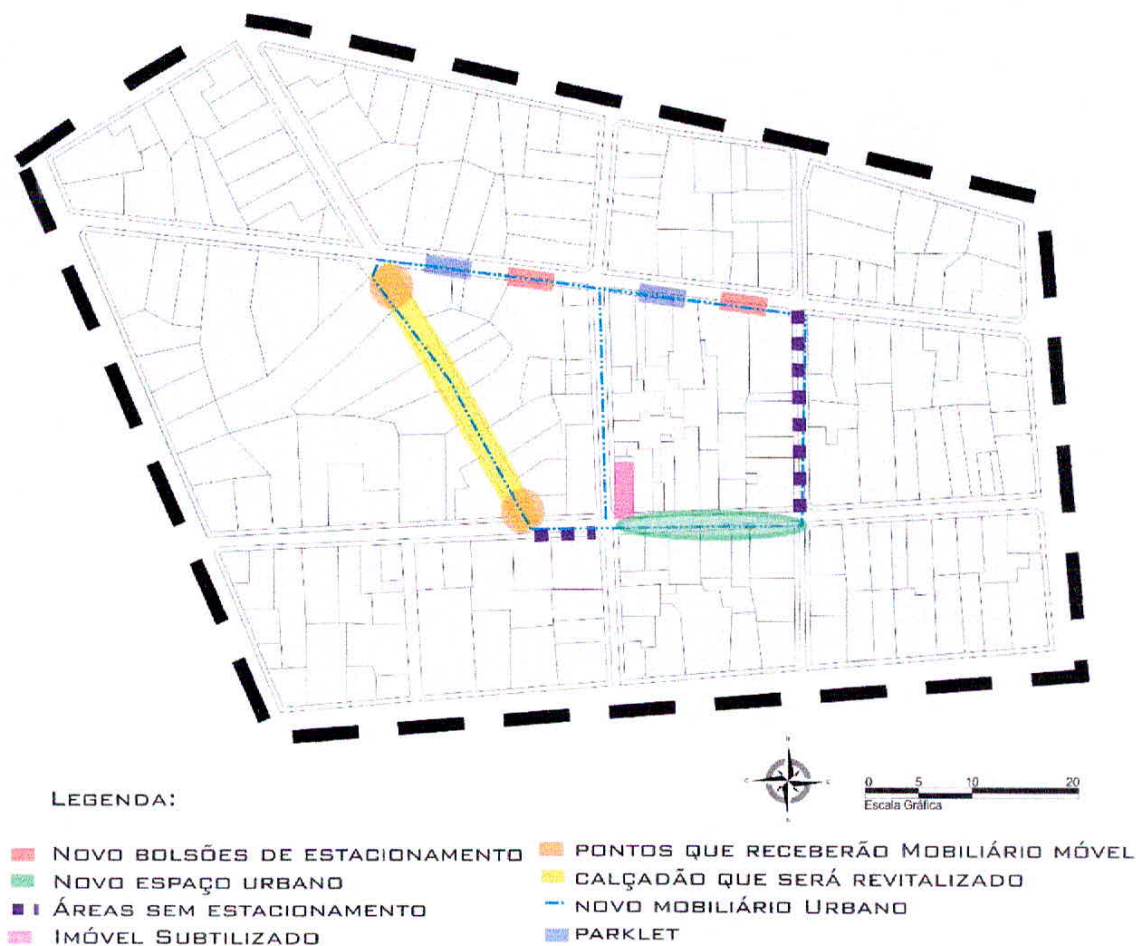 0 5 10 20
Escala Gráfica
LEGENDA:
NOVO BOLSÕES DE ESTACIONAMENTO
NOVO ESPAÇO URBANO
ÁREAS SEM ESTACIONAMENTO
IMÓVEL SUBTILIZADO
PONTOS QUE RECEBERÃO MOBILIÁRIO MÓVEL
CALÇADÃO QUE SERÁ REVITALIZADO
NOVO MOBILIÁRIO URBANO
PARKLET